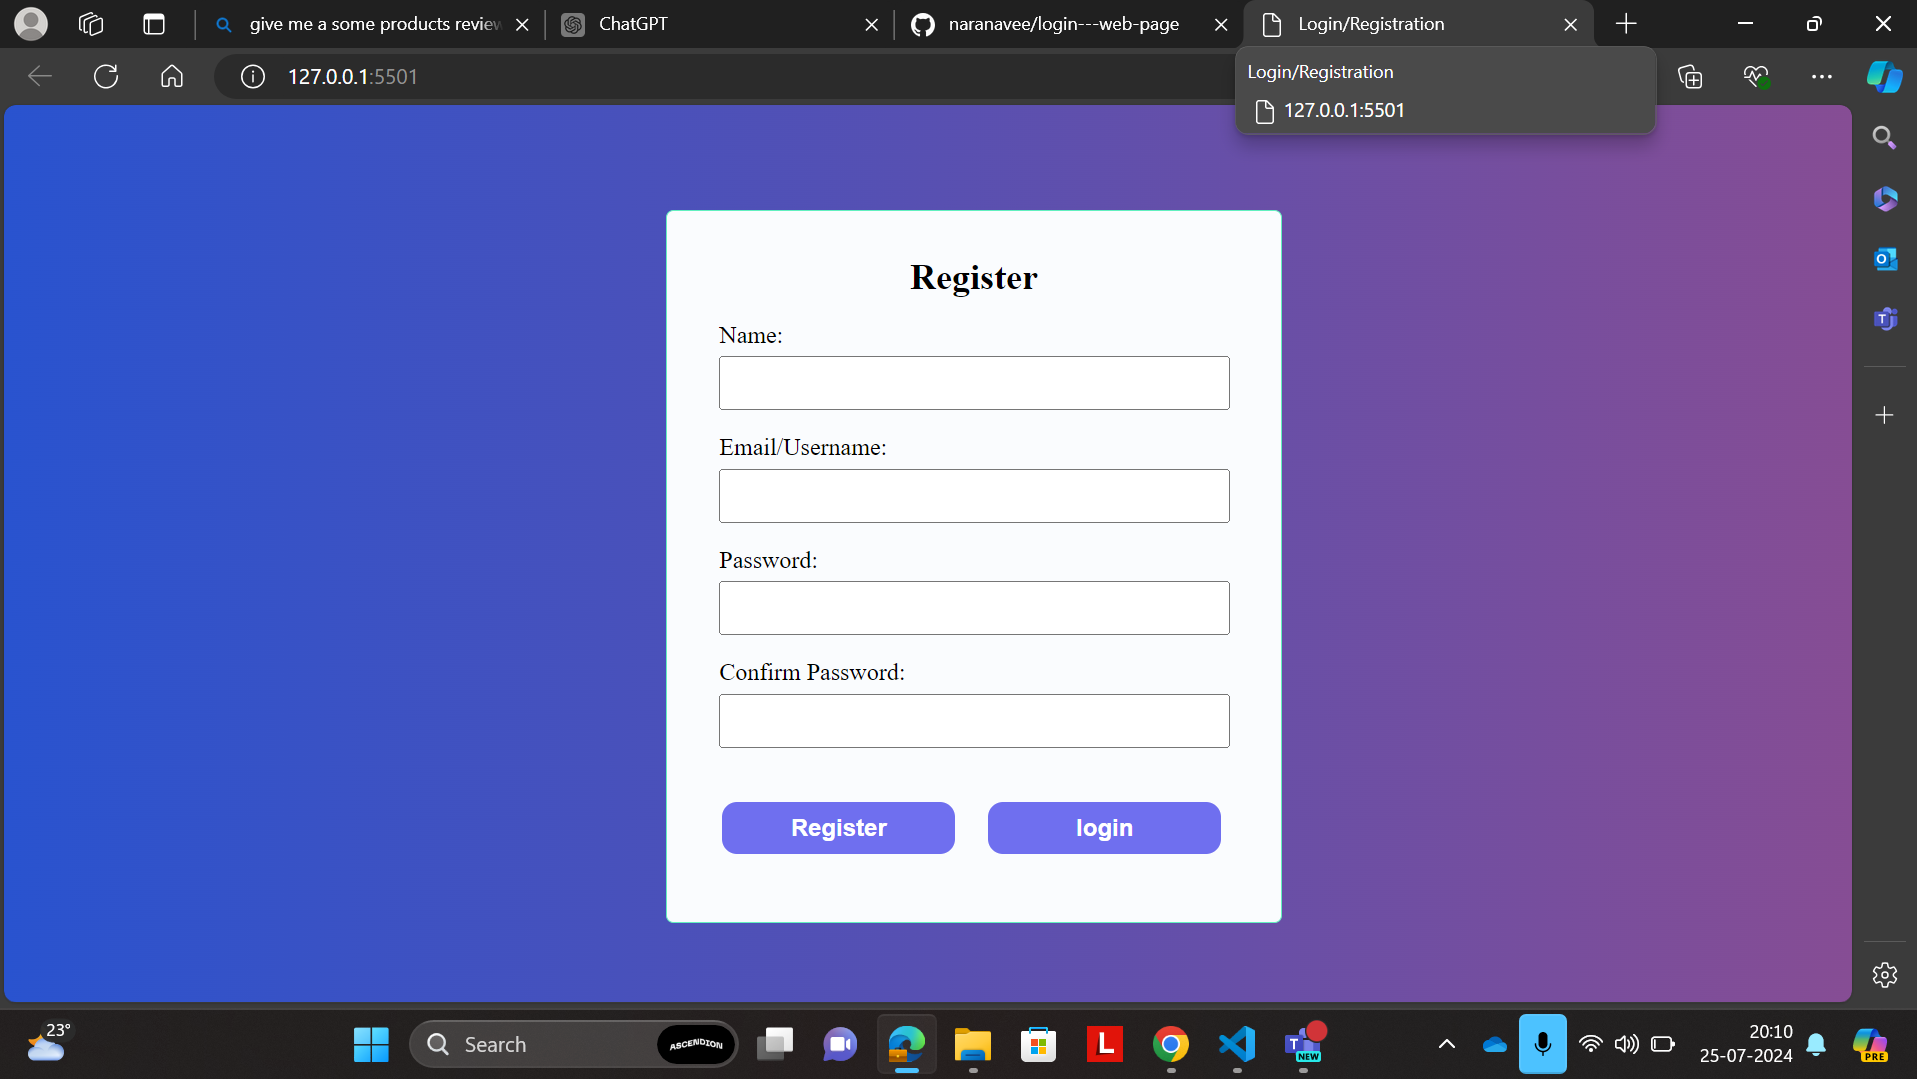 give me a some products review
ChatGPT
naranavee/login---web-page
Login/Registration
127.0.0.1:5501
Login/Registration
127.0.0.1:5501
Register
Name:
Email/Username:
Password:
Confirm Password:
Register
login
23°
Search
ASCENDION
L
T
NEW
20:10
25-07-2024
PRE